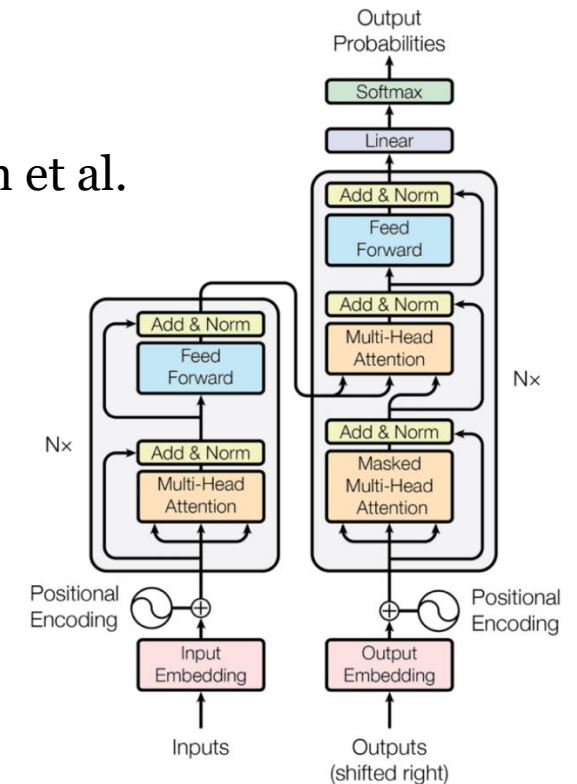 Output
Probabilities
Softmax
Linear
Add & Norm
Feed
Forward
Add & Norm
Multi-Head
Attention
Add & Norm
Masked
Multi-Head
Attention
Nx
Positional
Encoding
Output
Embedding
Outputs
(shifted right)
et al.
Add & Norm
Feed
Forward
Add & Norm
Multi-Head
Attention
Nx
Positional
Encoding
Input
Embedding
Inputs